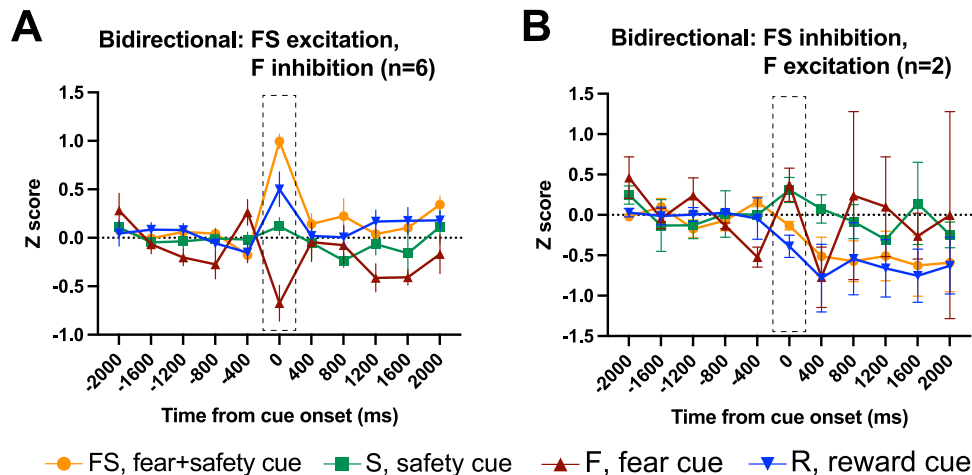 A
Bidirectional: FS excitation,
F inhibition (n=6)
1.5
1.0
0.5
0.0
-0.5
-1.0
Z score
-2000
-1600
-1200
-800
-400
0
400
800
1200
1600
2000
Time from cue onset (ms)
B
Bidirectional: FS inhibition,
F excitation (n=2)
1.5
1.0
0.5
0.0
-0.5
-1.0
-1.5
Z score
-2000
-1600
-1200
-800
-400
0
400
800
1200
1600
2000
Time from cue onset (ms)
FS, fear+safety cue
S, safety cue
F, fear cue
R, reward cue